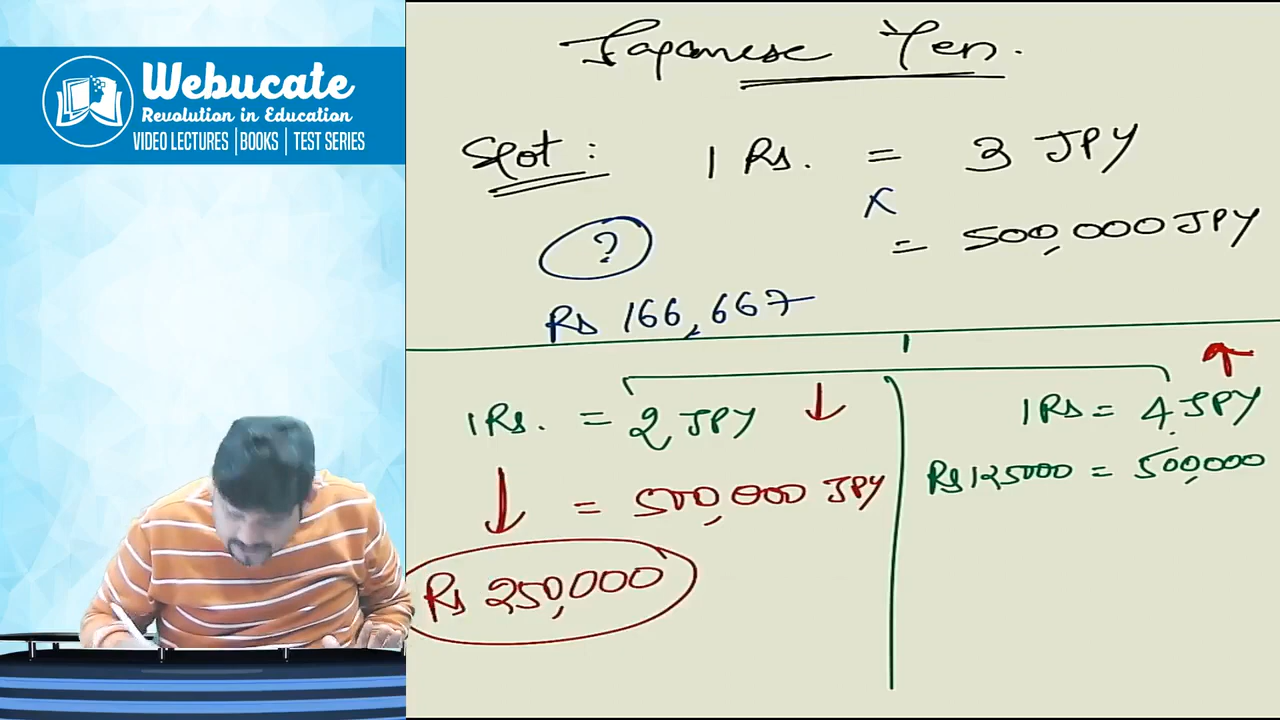 Webucate
Revolution in Education
VIDEO LECTURES | BOOKS | TEST SERIES
Japanese Yen.
Spot : 1 Rs. = 3 JPY
x
? = 500,000 JPY
Rs 166,667
1 Rs. = 2 JPY ↓
↓ = 500,000 JPY
Rs 250,000
↑
1 Rs = 4 JPY
Rs 125000 = 500,000